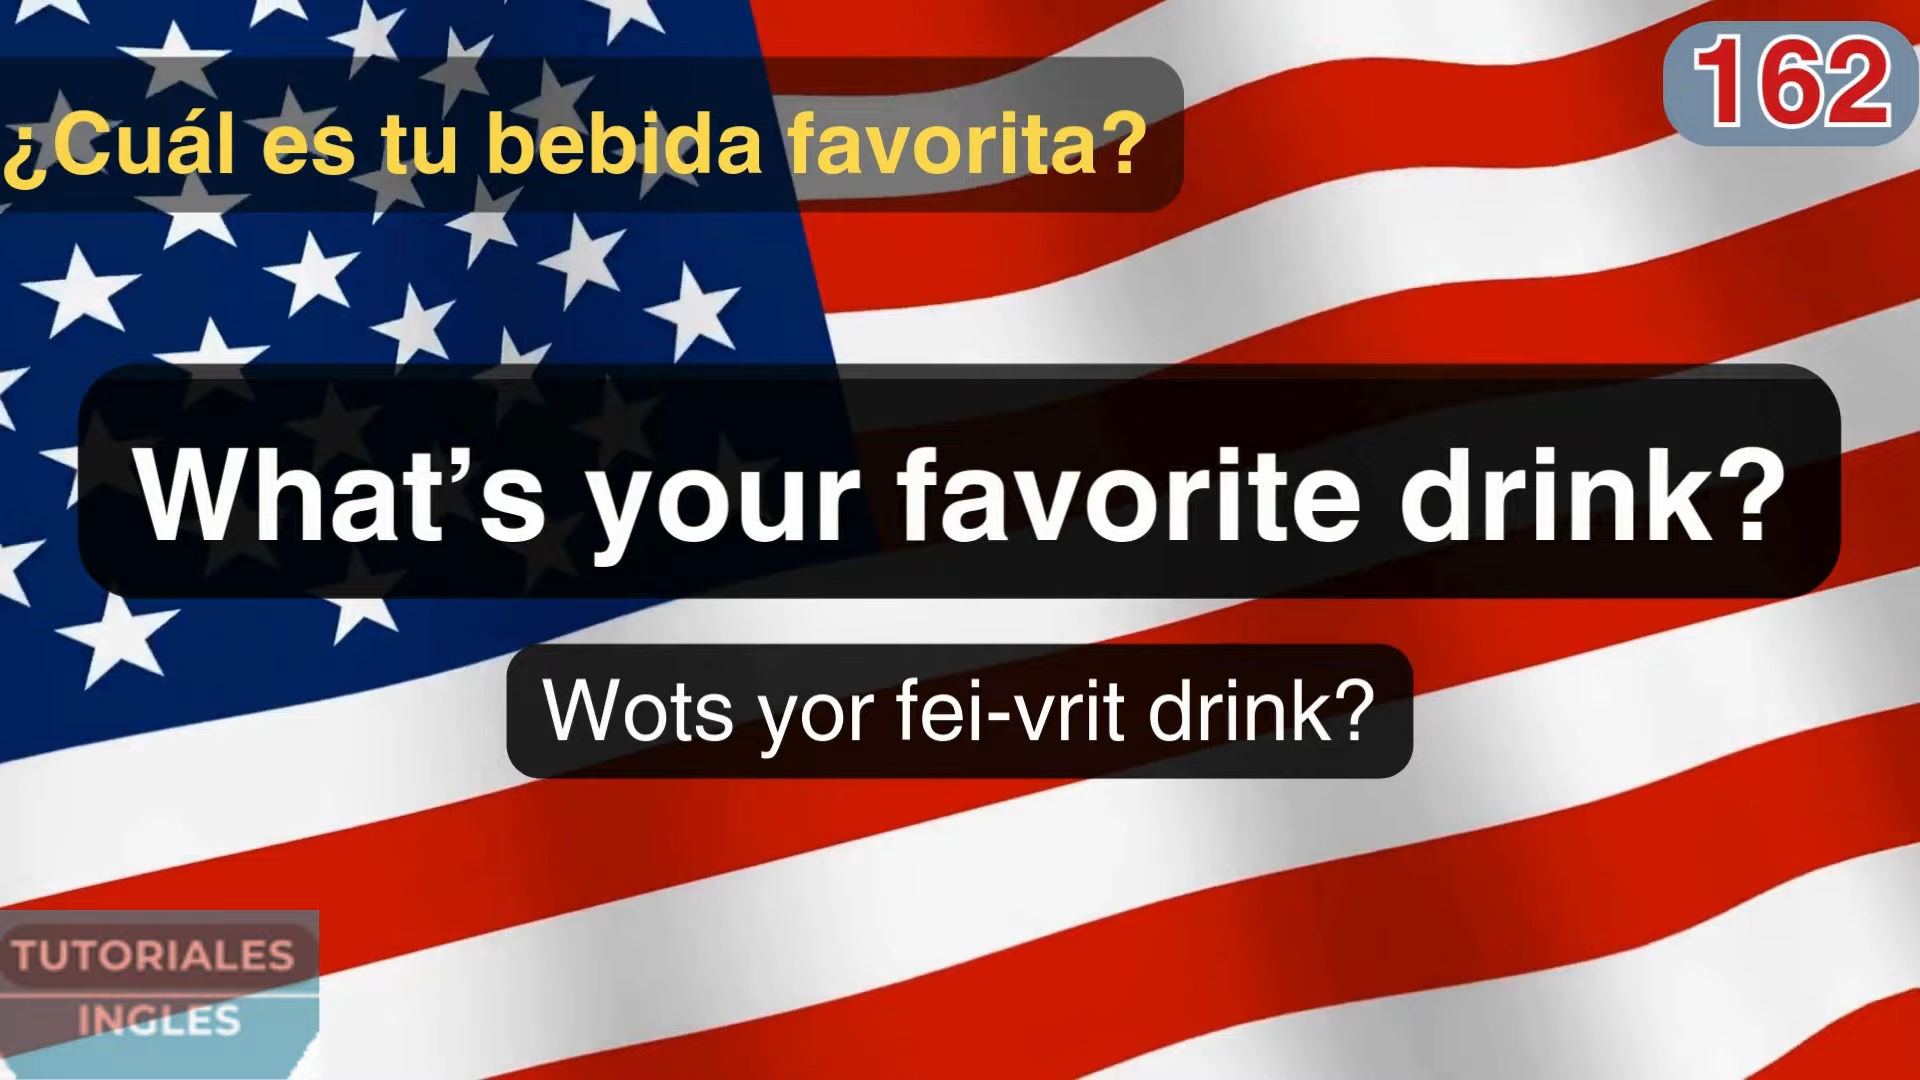 162
¿Cuál es tu bebida favorita?
What’s your favorite drink?
Wots yor fei-vrit drink?
TUTORIALES
INGLES